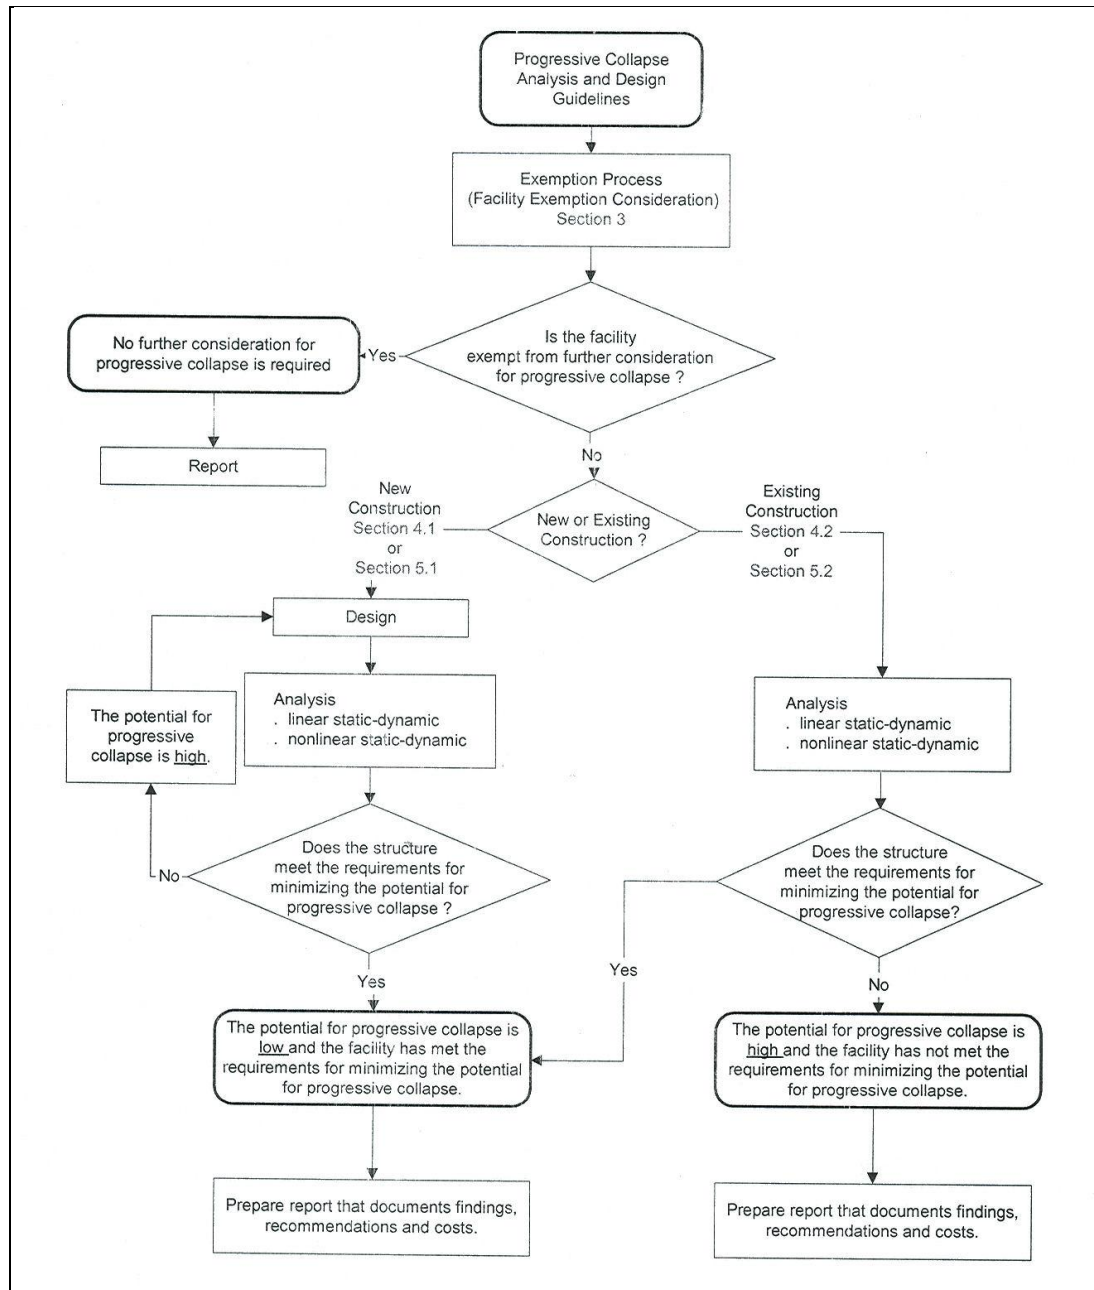 Progressive Collapse
Analysis and Design
Guidelines
Exemption Process
(Facility Exemption Consideration)
Section 3
Is the facility
exempt from further consideration
for progressive collapse ?
Yes
No further consideration for
progressive collapse is required
Report
No
New or Existing
Construction ?
New
Construction
Section 4.1
or
Section 5.1
Existing
Construction
Section 4.2
or
Section 5.2
Design
Analysis
. linear static-dynamic
. nonlinear static-dynamic
The potential for
progressive
collapse is high.
Analysis
. linear static-dynamic
. nonlinear static-dynamic
Does the structure
meet the requirements for
minimizing the potential for
progressive collapse ?
No
Yes
Does the structure
meet the requirements for
minimizing the potential for
progressive collapse?
Yes
No
The potential for progressive collapse is
low and the facility has met the
requirements for minimizing the potential
for progressive collapse.
The potential for progressive collapse is
high and the facility has not met the
requirements for minimizing the potential
for progressive collapse.
Prepare report that documents findings,
recommendations and costs.
Prepare report that documents findings,
recommendations and costs.